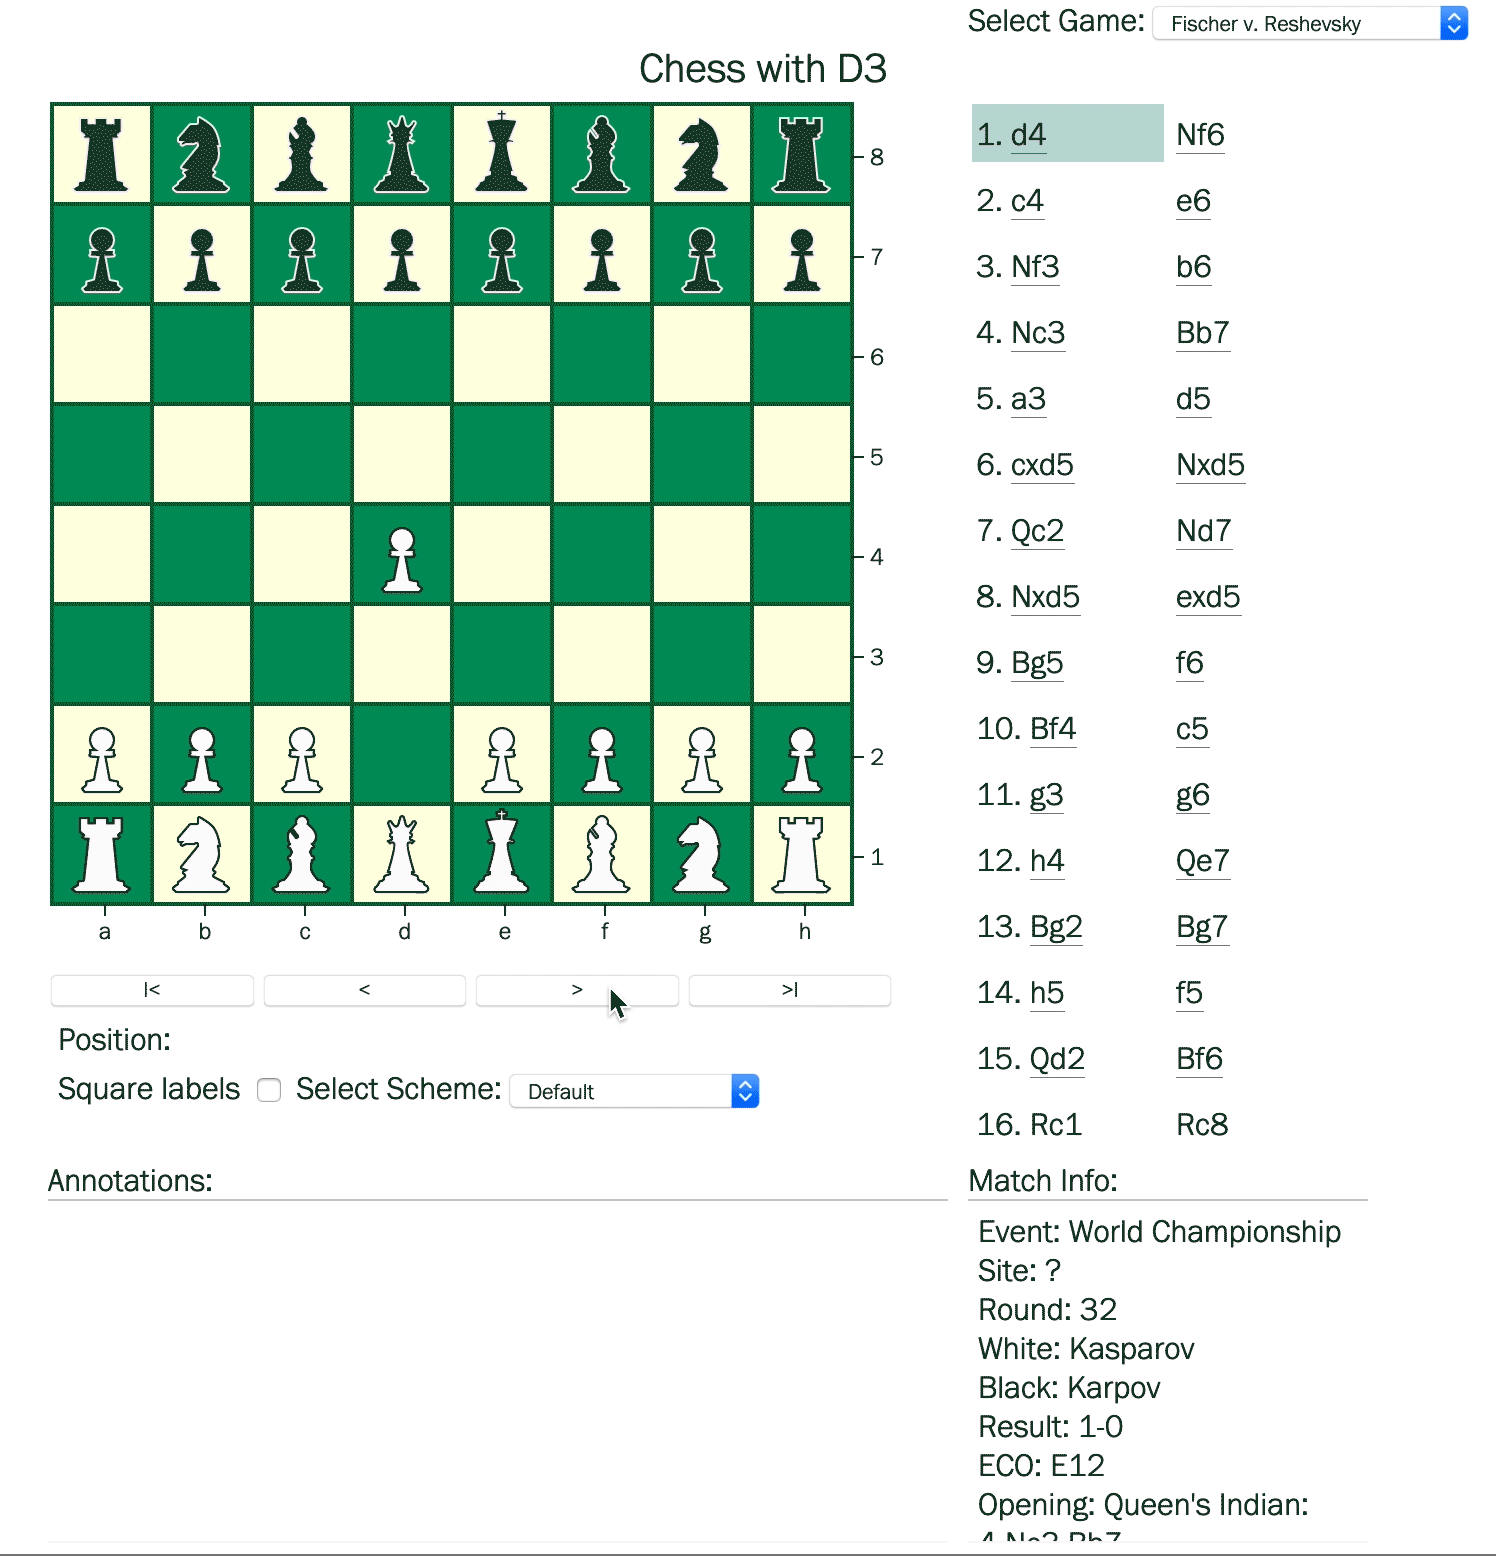 Select Game: Fischer v. Reshevsky
Chess with D3
8
7
6
5
4
3
2
1
a b c d e f g h
|< < > >|
Position:
Square labels Select Scheme: Default
Annotations:
1. d4 Nf6
2. c4 e6
3. Nf3 b6
4. Nc3 Bb7
5. a3 d5
6. cxd5 Nxd5
7. Qc2 Nd7
8. Nxd5 exd5
9. Bg5 f6
10. Bf4 c5
11. g3 g6
12. h4 Qe7
13. Bg2 Bg7
14. h5 f5
15. Qd2 Bf6
16. Rc1 Rc8
Match Info:
Event: World Championship
Site: ?
Round: 32
White: Kasparov
Black: Karpov
Result: 1-0
ECO: E12
Opening: Queen's Indian:
4.Nc3 Bb7